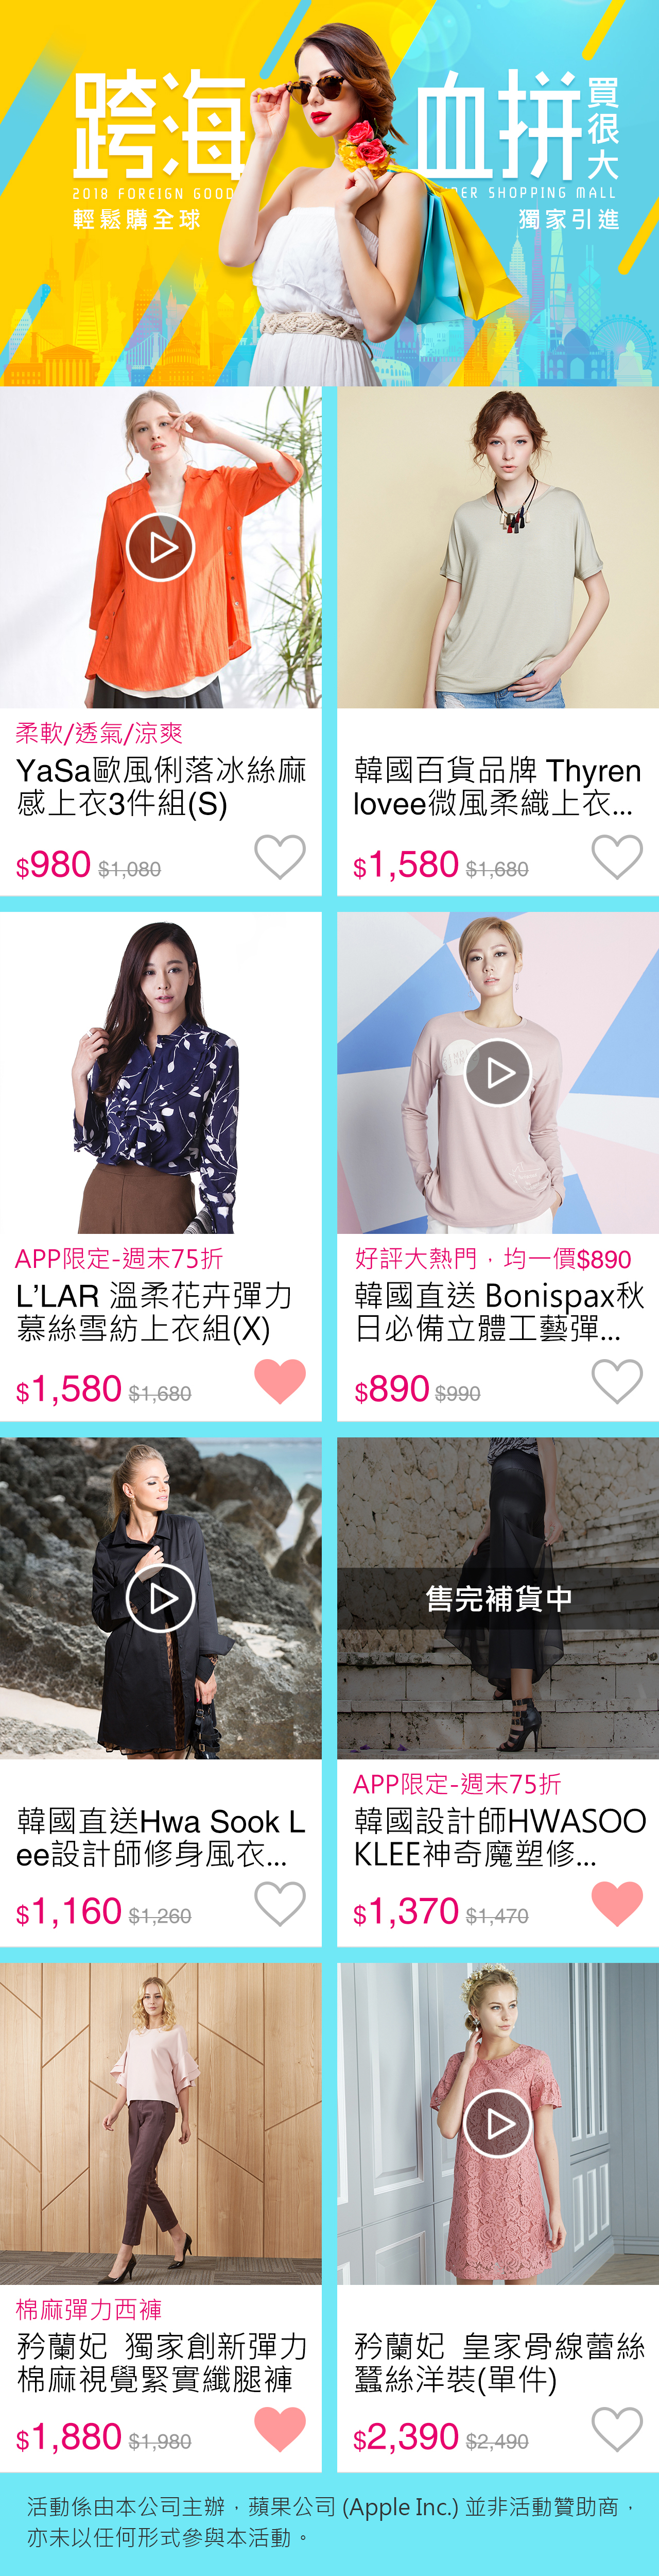 跨海 血拼 買很大
2018 FOREIGN GOOD PER SHOPPING MALL
輕鬆購全球 獨家引進
柔軟/透氣/涼爽
YaSa歐風俐落冰絲麻
感上衣3件組(S)
$980 $1,080
韓國百貨品牌 Thyren
lovee微風柔織上衣...
$1,580 $1,680
APP限定-週末75折
L’LAR 溫柔花卉彈力
慕絲雪紡上衣組(X)
$1,580 $1,680
好評大熱門，均一價$890
韓國直送 Bonispax秋
日必備立體工藝彈...
$890 $990
韓國直送Hwa Sook L
ee設計師修身風衣...
$1,160 $1,260
售完補貨中
APP限定-週末75折
韓國設計師HWASOO
KLEE神奇魔塑修...
$1,370 $1,470
棉麻彈力西褲
矜蘭妃 獨家創新彈力
棉麻視覺緊實纖腿褲
$1,880 $1,980
矜蘭妃 皇家骨線蕾絲
蠶絲洋裝(單件)
$2,390 $2,490
活動係由本公司主辦，蘋果公司 (Apple Inc.) 並非活動贊助商，
亦未以任何形式參與本活動。